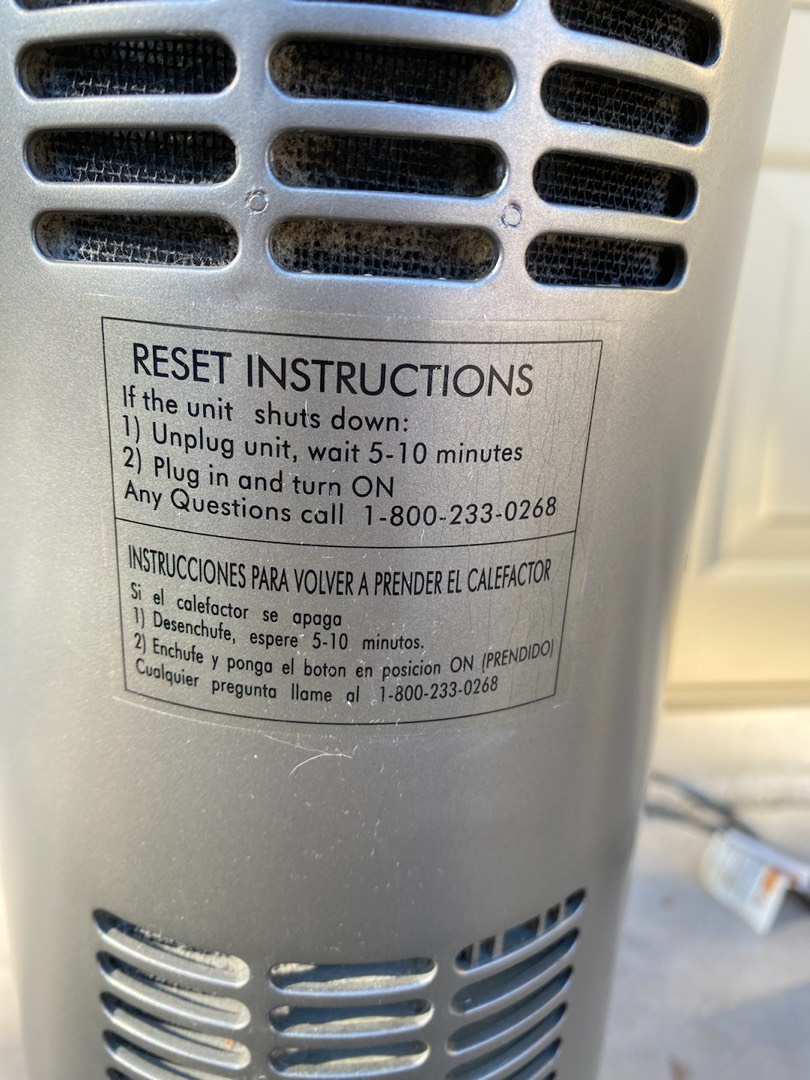 RESET INSTRUCTIONS
If the unit shuts down:
1) Unplug unit, wait 5-10 minutes
2) Plug in and turn ON
Any Questions call 1-800-233-0268
INSTRUCCIONES PARA VOLVER A PRENDER EL CALEFACTOR
Si el calefactor se apaga
1) Desenchufe, espere 5-10 minutos.
2) Enchufe y ponga el boton en posicion ON (PRENDIDO)
Cualquier pregunta llame al 1-800-233-0268